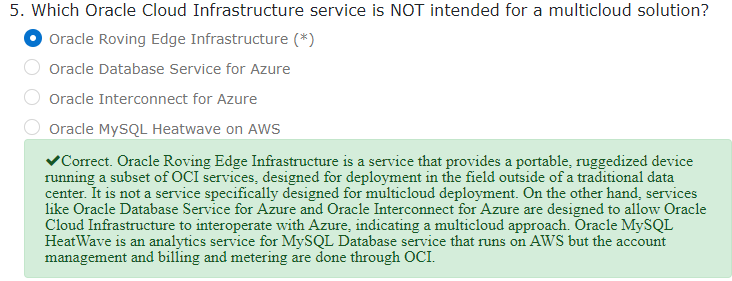 5. Which Oracle Cloud Infrastructure service is NOT intended for a multicloud solution?
Oracle Roving Edge Infrastructure (*)
Oracle Database Service for Azure
Oracle Interconnect for Azure
Oracle MySQL Heatwave on AWS
✔Correct. Oracle Roving Edge Infrastructure is a service that provides a portable, ruggedized device
running a subset of OCI services, designed for deployment in the field outside of a traditional data
center. It is not a service specifically designed for multicloud deployment. On the other hand, services
like Oracle Database Service for Azure and Oracle Interconnect for Azure are designed to allow Oracle
Cloud Infrastructure to interoperate with Azure, indicating a multicloud approach. Oracle MySQL
HeatWave is an analytics service for MySQL Database service that runs on AWS but the account
management and billing and metering are done through OCI.